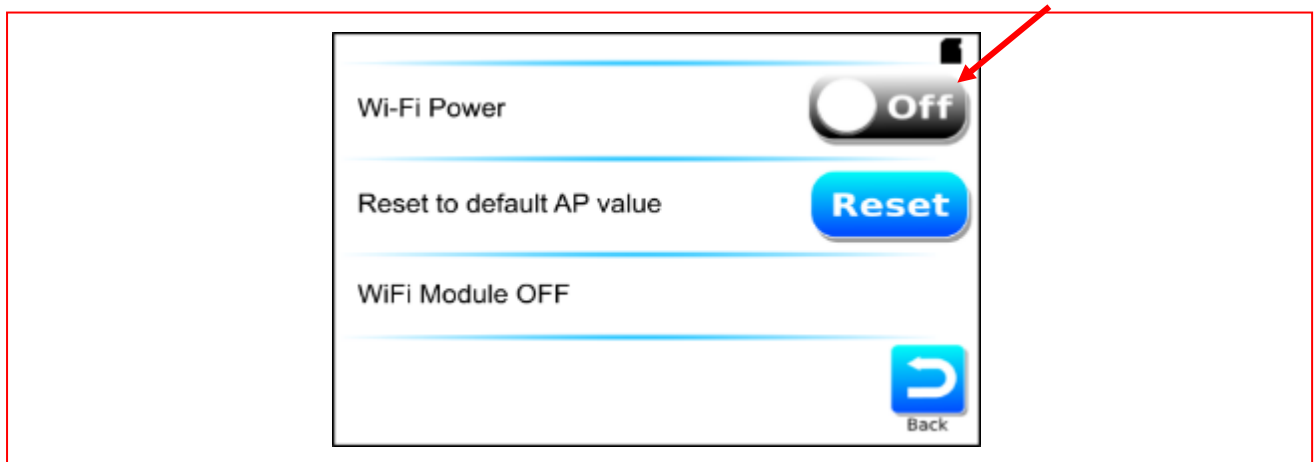 Wi-Fi Power
Off
Reset to default AP value
Reset
WiFi Module OFF
Back